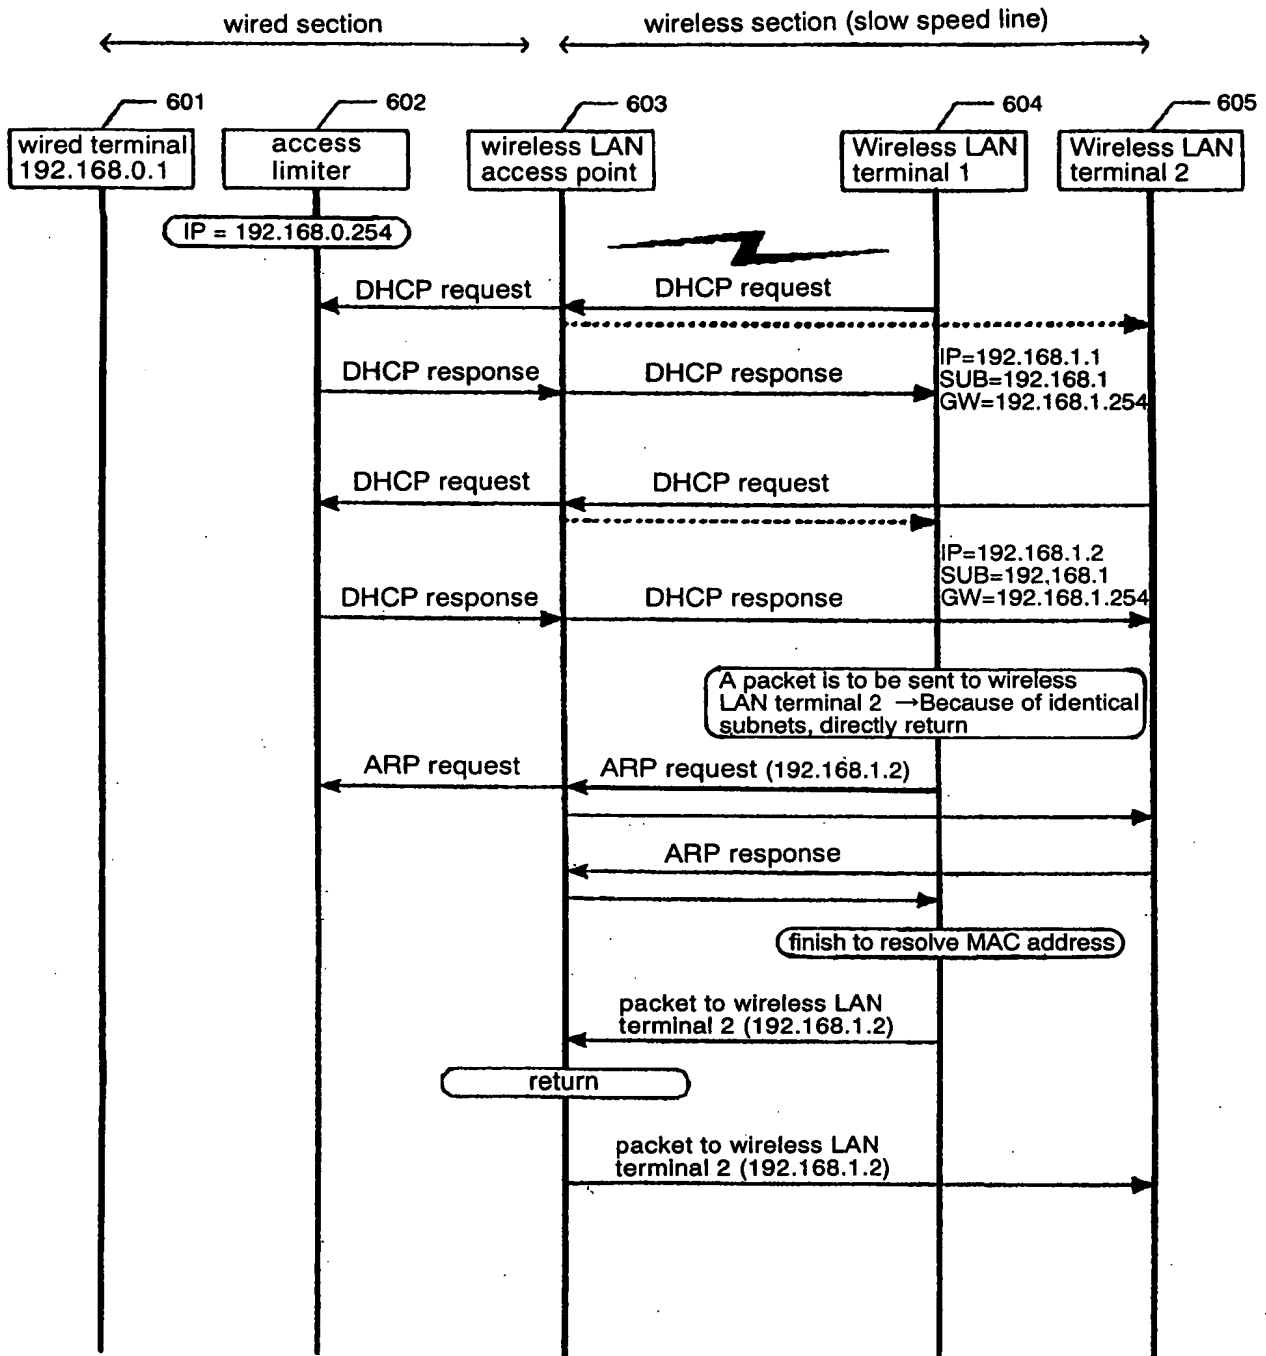 wired section
wireless section (slow speed line)
601
602
603
604
605
wired terminal
192.168.0.1
access
limiter
wireless LAN
access point
Wireless LAN
terminal 1
Wireless LAN
terminal 2
IP = 192.168.0.254
DHCP request
DHCP request
IP=192.168.1.1
SUB=192.168.1
GW=192.168.1.254
DHCP response
DHCP response
DHCP request
DHCP request
IP=192.168.1.2
SUB=192.168.1
GW=192.168.1.254
DHCP response
DHCP response
A packet is to be sent to wireless
LAN terminal 2 →Because of identical
subnets, directly return
ARP request
ARP request (192.168.1.2)
ARP response
finish to resolve MAC address
packet to wireless LAN
terminal 2 (192.168.1.2)
return
packet to wireless LAN
terminal 2 (192.168.1.2)